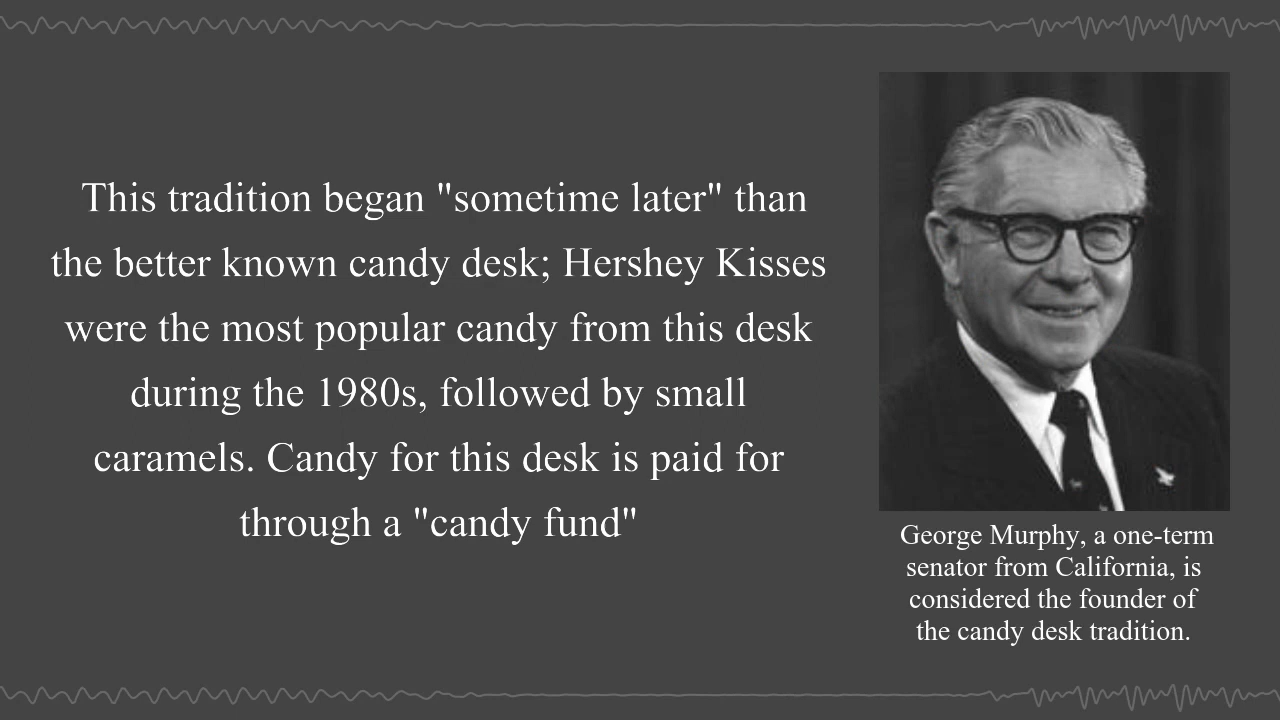 This tradition began "sometime later" than
the better known candy desk; Hershey Kisses
were the most popular candy from this desk
during the 1980s, followed by small
caramels. Candy for this desk is paid for
through a "candy fund"
George Murphy, a one-term
senator from California, is
considered the founder of
the candy desk tradition.